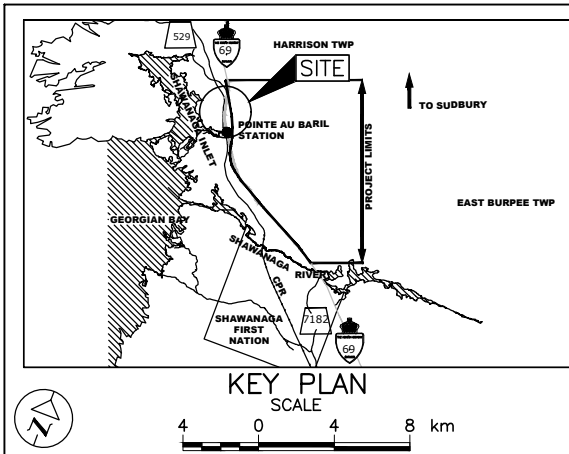 529
69
HARRISON TWP
SITE
TO SUDBURY
SHAWANAGA INLET
POINTE AU BARIL
STATION
PROJECT LIMITS
EAST BURPEE TWP
GEORGIAN BAY
SHAWANAGA
RIVER
CPR
SHAWANAGA
FIRST
NATION
7182
69
KEY PLAN
SCALE
N
4 0 4 8 km